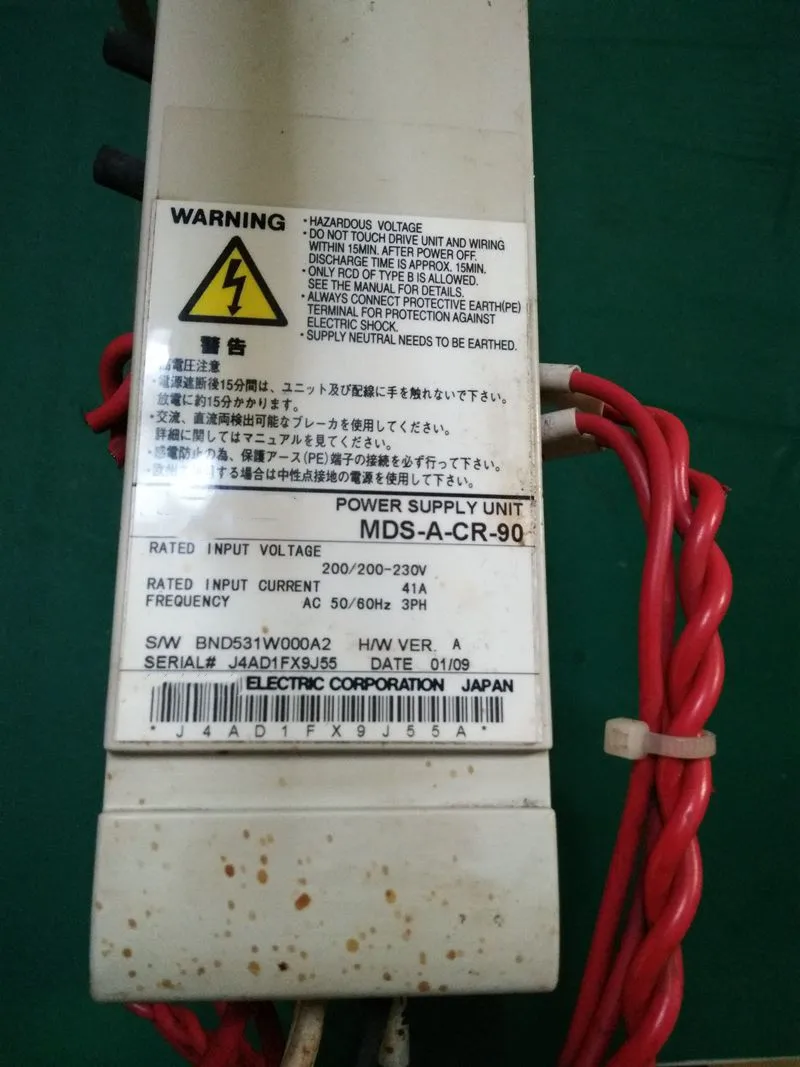 WARNING
・HAZARDOUS VOLTAGE
・DO NOT TOUCH DRIVE UNIT AND WIRING
WITHIN 15MIN. AFTER POWER OFF.
DISCHARGE TIME IS APPROX. 15MIN.
・ONLY RCD OF TYPE B IS ALLOWED.
SEE THE MANUAL FOR DETAILS.
・ALWAYS CONNECT PROTECTIVE EARTH(PE)
TERMINAL FOR PROTECTION AGAINST
ELECTRIC SHOCK.
・SUPPLY NEUTRAL NEEDS TO BE EARTHED.
警告
高電圧注意
・電源遮断後15分間は、ユニット及び配線に手を触れないで下さい。
放電に約15分かかります。
・交流、直流両検出可能なブレーカを使用してください。
詳細に関してはマニュアルを見てください。
・感電防止の為、保護アース(PE)端子の接続を必ず行って下さい。
する場合は中性点接地の電源を使用して下さい。
POWER SUPPLY UNIT
MDS-A-CR-90
RATED INPUT VOLTAGE
200/200-230V
RATED INPUT CURRENT 41A
FREQUENCY AC 50/60Hz 3PH
S/W BND531W000A2 H/W VER. A
SERIAL# J4AD1FX9J55 DATE 01/09
ELECTRIC CORPORATION JAPAN
* J 4 A D 1 F X 9 J 5 5 A *